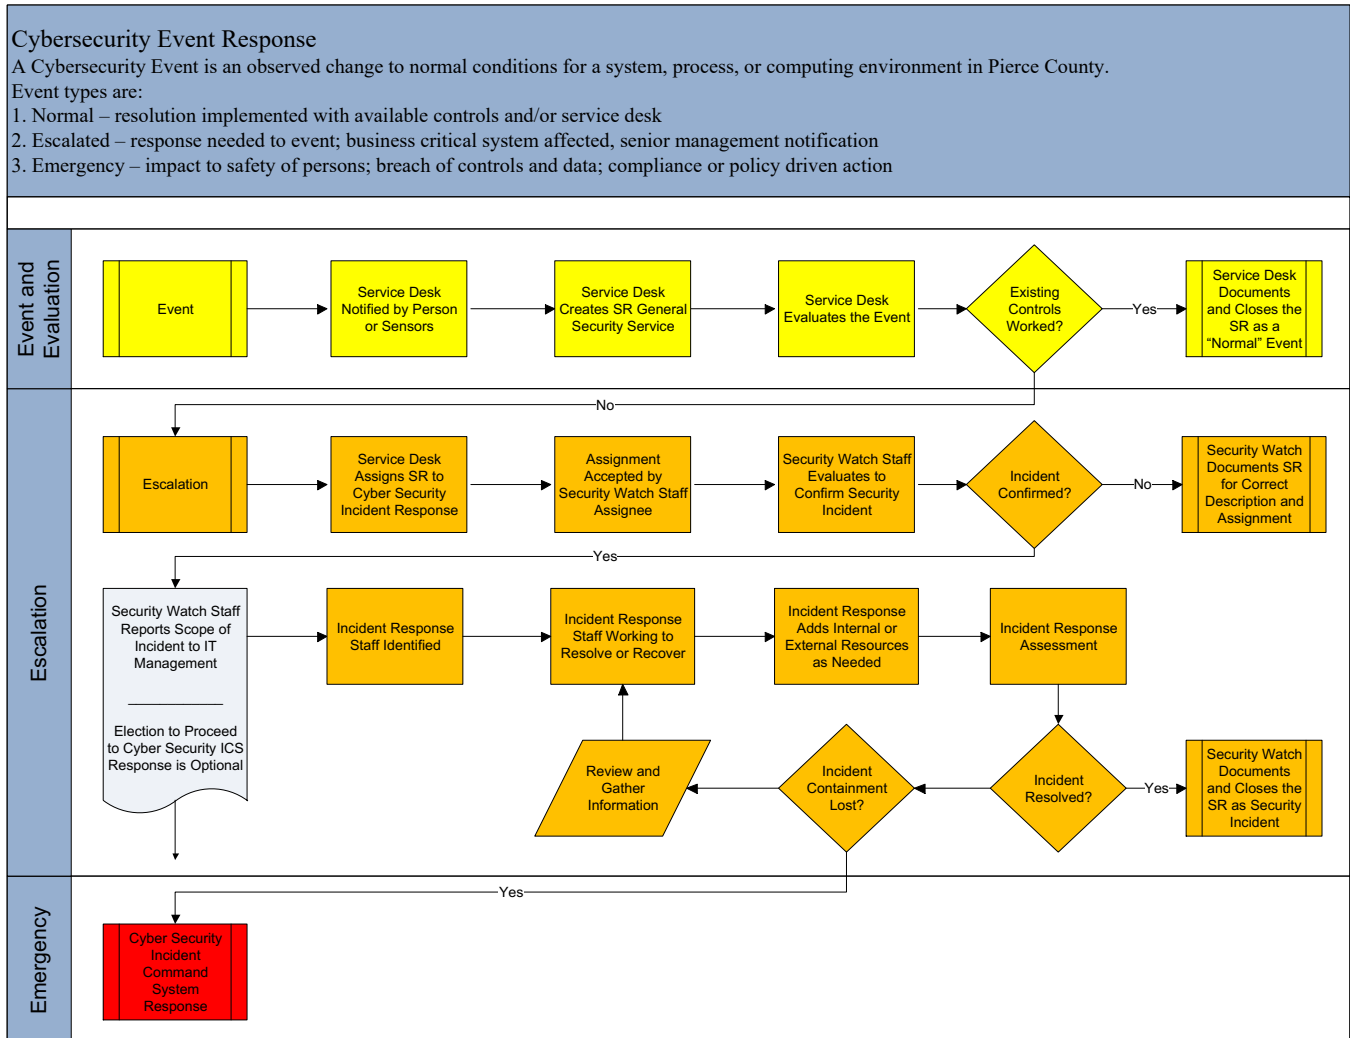 Cybersecurity Event Response
A Cybersecurity Event is an observed change to normal conditions for a system, process, or computing environment in Pierce County.
Event types are:
1. Normal – resolution implemented with available controls and/or service desk
2. Escalated – response needed to event; business critical system affected, senior management notification
3. Emergency – impact to safety of persons; breach of controls and data; compliance or policy driven action
Event and
Evaluation
Event
Service Desk
Notified by Person
or Sensors
Service Desk
Creates SR General
Security Service
Service Desk
Evaluates the Event
Existing
Controls
Worked?
Yes
Service Desk
Documents
and Closes the
SR as a
“Normal” Event
No
Escalation
Escalation
Service Desk
Assigns SR to
Cyber Security
Incident Response
Assignment
Accepted by
Security Watch Staff
Assignee
Security Watch Staff
Evaluates to
Confirm Security
Incident
Incident
Confirmed?
No
Security Watch
Documents SR
for Correct
Description and
Assignment
Yes
Security Watch Staff
Reports Scope of
Incident to IT
Management
Election to Proceed
to Cyber Security ICS
Response is Optional
Incident Response
Staff Identified
Incident Response
Staff Working to
Resolve or Recover
Incident Response
Adds Internal or
External Resources
as Needed
Incident Response
Assessment
Review and
Gather
Information
Incident
Containment
Lost?
Incident
Resolved?
Yes
Security Watch
Documents
and Closes the
SR as Security
Incident
Emergency
Yes
Cyber Security
Incident
Command
System
Response